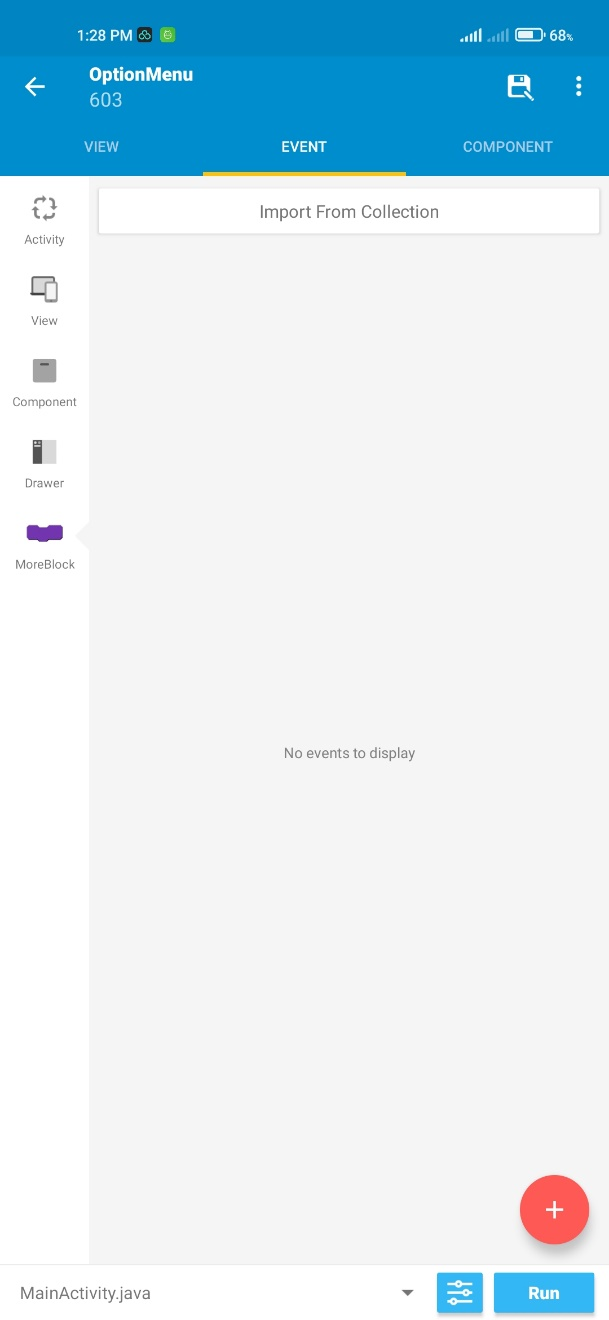 1:28 PM
68%
OptionMenu
603
VIEW
EVENT
COMPONENT
Activity
View
Component
Drawer
MoreBlock
Import From Collection
No events to display
MainActivity.java
Run